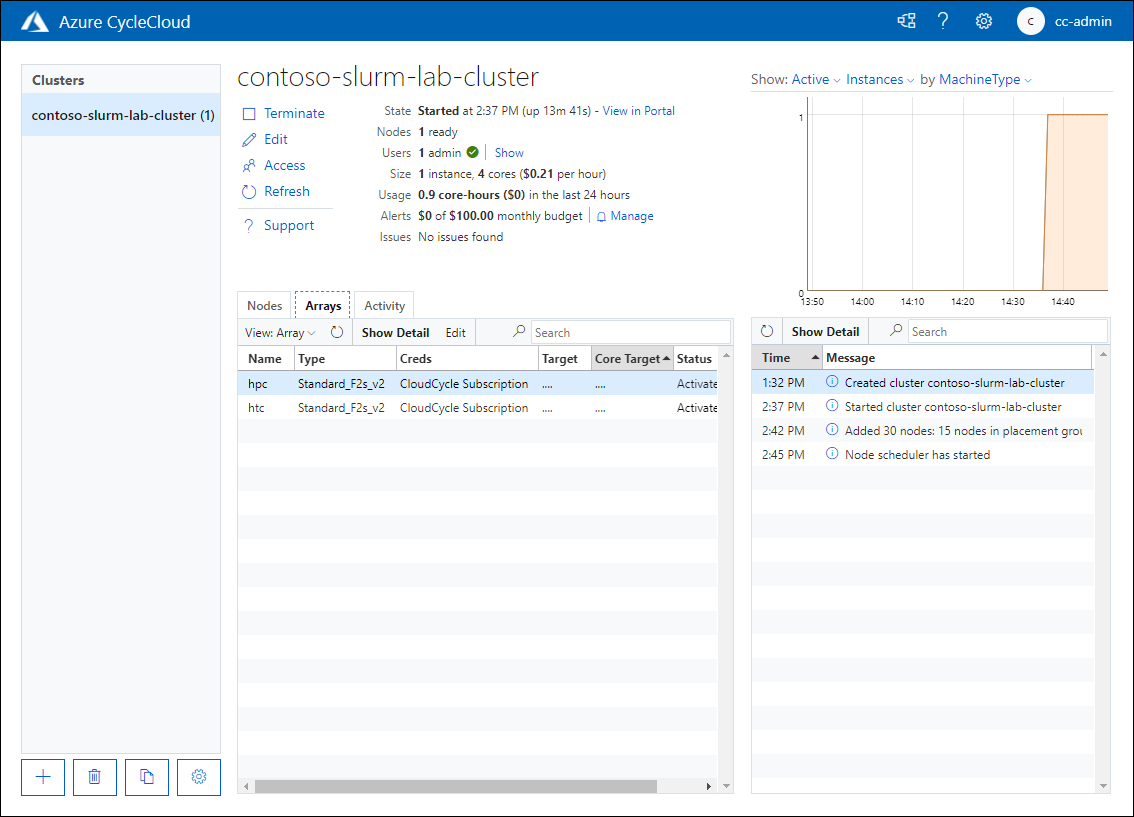 Azure CycleCloud
? C cc-admin
Clusters
contoso-slurm-lab-cluster (1)
contoso-slurm-lab-cluster
Terminate
Edit
Access
Refresh
? Support
State Started at 2:37 PM (up 13m 41s) - View in Portal
Nodes 1 ready
Users 1 admin Show
Size 1 instance, 4 cores ($0.21 per hour)
Usage 0.9 core-hours ($0) in the last 24 hours
Alerts $0 of $100.00 monthly budget Manage
Issues No issues found
Show: Active Instances by MachineType
1
0
13:50 14:00 14:10 14:20 14:30 14:40
Nodes Arrays Activity
View: Array Show Detail Edit Search
Name Type Creds Target Core Target Status
hpc Standard_F2s_v2 CloudCycle Subscription .... .... Activate
htc Standard_F2s_v2 CloudCycle Subscription .... .... Activate
Show Detail Search
Time Message
1:32 PM Created cluster contoso-slurm-lab-cluster
2:37 PM Started cluster contoso-slurm-lab-cluster
2:42 PM Added 30 nodes: 15 nodes in placement grou
2:45 PM Node scheduler has started